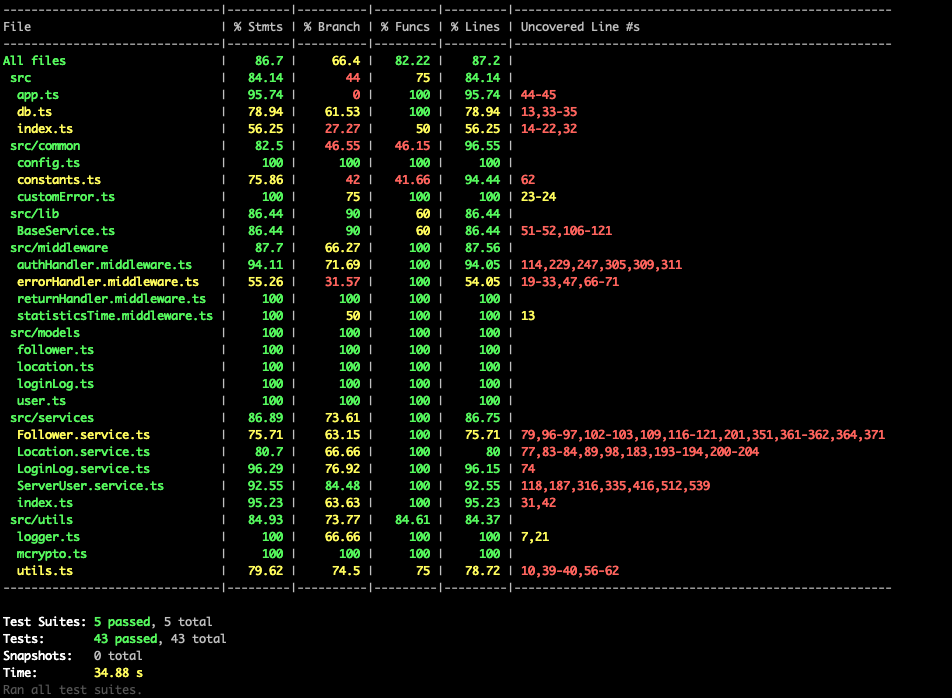 ---------------------------------|---------|----------|---------|---------|-------------------------------------------------------
File                             | % Stmts | % Branch | % Funcs | % Lines | Uncovered Line #s
---------------------------------|---------|----------|---------|---------|-------------------------------------------------------
All files                        |    86.7 |     66.4 |   82.22 |    87.2 |
 src                             |   84.14 |       44 |      75 |   84.14 |
  app.ts                         |   95.74 |        0 |     100 |   95.74 | 44-45
  db.ts                          |   78.94 |    61.53 |     100 |   78.94 | 13,33-35
  index.ts                       |   56.25 |    27.27 |      50 |   56.25 | 14-22,32
 src/common                      |    82.5 |    46.55 |   46.15 |   96.55 |
  config.ts                      |     100 |      100 |     100 |     100 |
  constants.ts                   |   75.86 |       42 |   41.66 |   94.44 | 62
  customError.ts                 |     100 |       75 |     100 |     100 | 23-24
 src/lib                         |   86.44 |       90 |      60 |   86.44 |
  BaseService.ts                 |   86.44 |       90 |      60 |   86.44 | 51-52,106-121
 src/middleware                  |    87.7 |    66.27 |     100 |   87.56 |
  authHandler.middleware.ts      |   94.11 |    71.69 |     100 |   94.05 | 114,229,247,305,309,311
  errorHandler.middleware.ts     |   55.26 |    31.57 |     100 |   54.05 | 19-33,47,66-71
  returnHandler.middleware.ts    |     100 |      100 |     100 |     100 |
  statisticsTime.middleware.ts   |     100 |       50 |     100 |     100 | 13
 src/models                      |     100 |      100 |     100 |     100 |
  follower.ts                    |     100 |      100 |     100 |     100 |
  location.ts                    |     100 |      100 |     100 |     100 |
  loginLog.ts                    |     100 |      100 |     100 |     100 |
  user.ts                        |     100 |      100 |     100 |     100 |
 src/services                    |   86.89 |    73.61 |     100 |   86.75 |
  Follower.service.ts            |   75.71 |    63.15 |     100 |   75.71 | 79,96-97,102-103,109,116-121,201,351,361-362,364,371
  Location.service.ts            |    80.7 |    66.66 |     100 |      80 | 77,83-84,89,98,183,193-194,200-204
  LoginLog.service.ts            |   96.29 |    76.92 |     100 |   96.15 | 74
  ServerUser.service.ts          |   92.55 |    84.48 |     100 |   92.55 | 118,187,316,335,416,512,539
  index.ts                       |   95.23 |    63.63 |     100 |   95.23 | 31,42
 src/utils                       |   84.93 |    73.77 |   84.61 |   84.37 |
  logger.ts                      |     100 |    66.66 |     100 |     100 | 7,21
  mcrypto.ts                     |     100 |      100 |     100 |     100 |
  utils.ts                       |   79.62 |     74.5 |      75 |   78.72 | 10,39-40,56-62
---------------------------------|---------|----------|---------|---------|-------------------------------------------------------
Test Suites: 5 passed, 5 total
Tests:       43 passed, 43 total
Snapshots:   0 total
Time:        34.88 s
Ran all test suites.